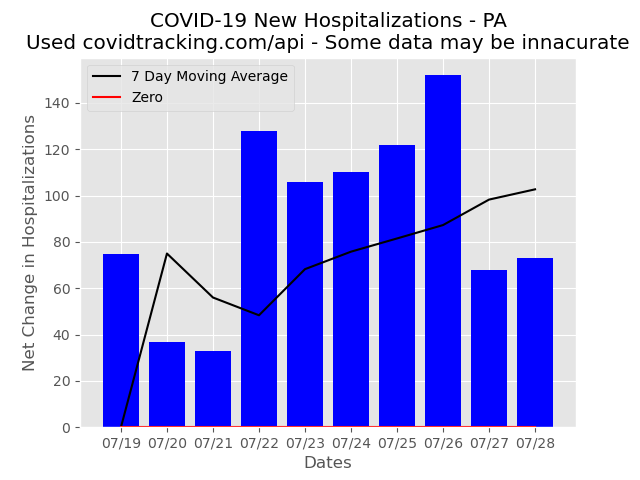 COVID-19 New Hospitalizations - PA
Used covidtracking.com/api - Some data may be innacurate
7 Day Moving Average
Zero
Net Change in Hospitalizations
140
120
100
80
60
40
20
0
07/19 07/20 07/21 07/22 07/23 07/24 07/25 07/26 07/27 07/28
Dates